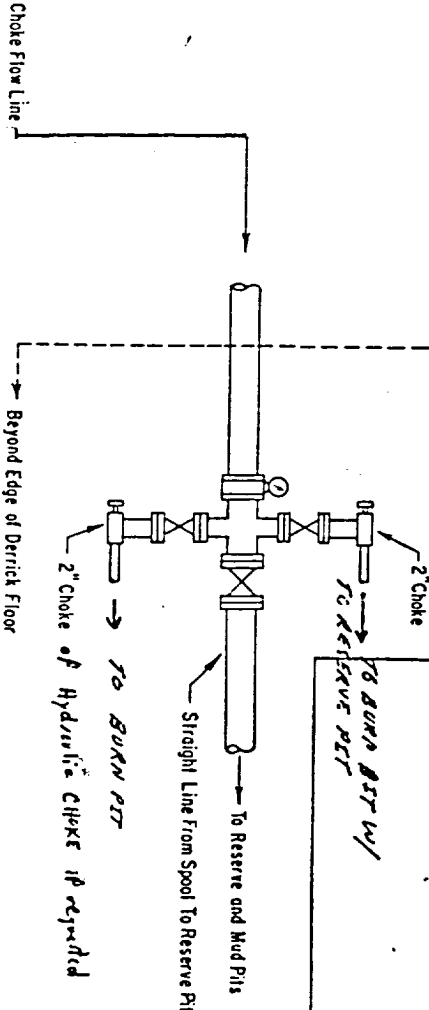 Choke Flow Line
Beyond Edge of Derrick Floor
2" Choke
TO BURN PIT W/
TO RESERVE PIT
To Reserve and Mud Pits
Straight Line From Spool To Reserve Pit
TO BURN PIT
2" Choke of Hydraulic CHOKE if required